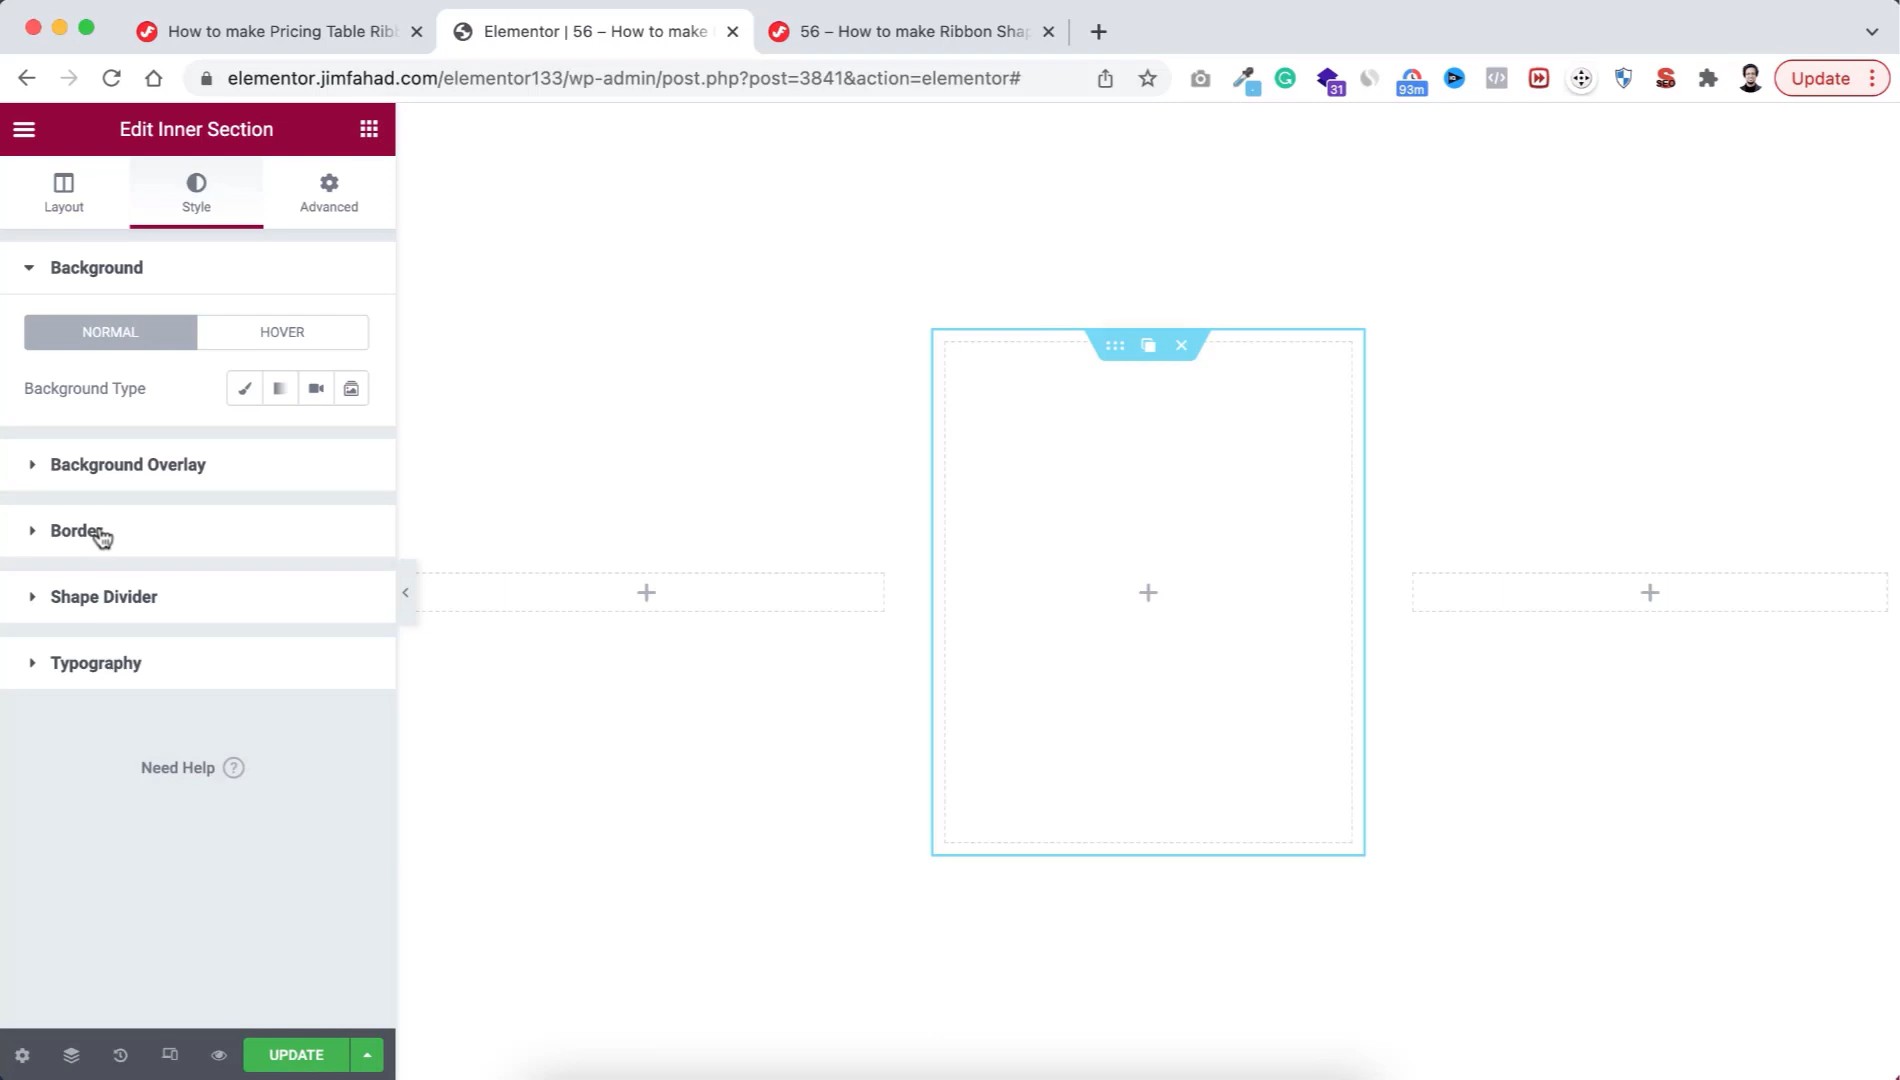 How to make Pricing Table Rib
Elementor | 56 – How to make
56 – How to make Ribbon Sha
elementor.jimfahad.com/elementor133/wp-admin/post.php?post=3841&action=elementor#
31
93m
SEO
Update
Edit Inner Section
Layout
Style
Advanced
Background
NORMAL
HOVER
Background Type
Background Overlay
Border
Shape Divider
Typography
Need Help ?
UPDATE